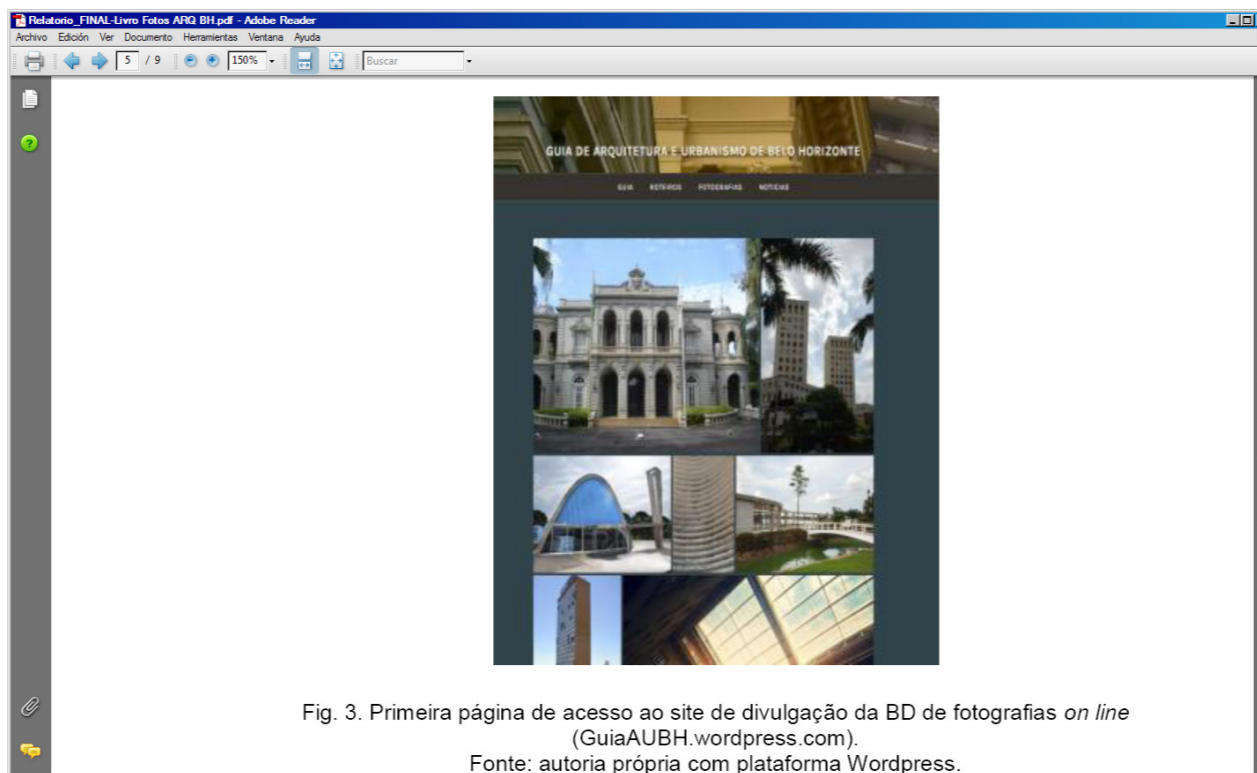 Relatorio_FINAL-Livro Fotos ARQ BH.pdf - Adobe Reader
Archivo Edición Ver Documento Herramientas Ventana Ayuda
5 / 9 150% Buscar
GUIA DE ARQUITETURA E URBANISMO DE BELO HORIZONTE
GUIA ROTEIROS FOTOGRAFIAS NOTICIAS
Fig. 3. Primeira página de acesso ao site de divulgação da BD de fotografias on line
(GuiaAUBH.wordpress.com).
Fonte: autoria própria com plataforma Wordpress.